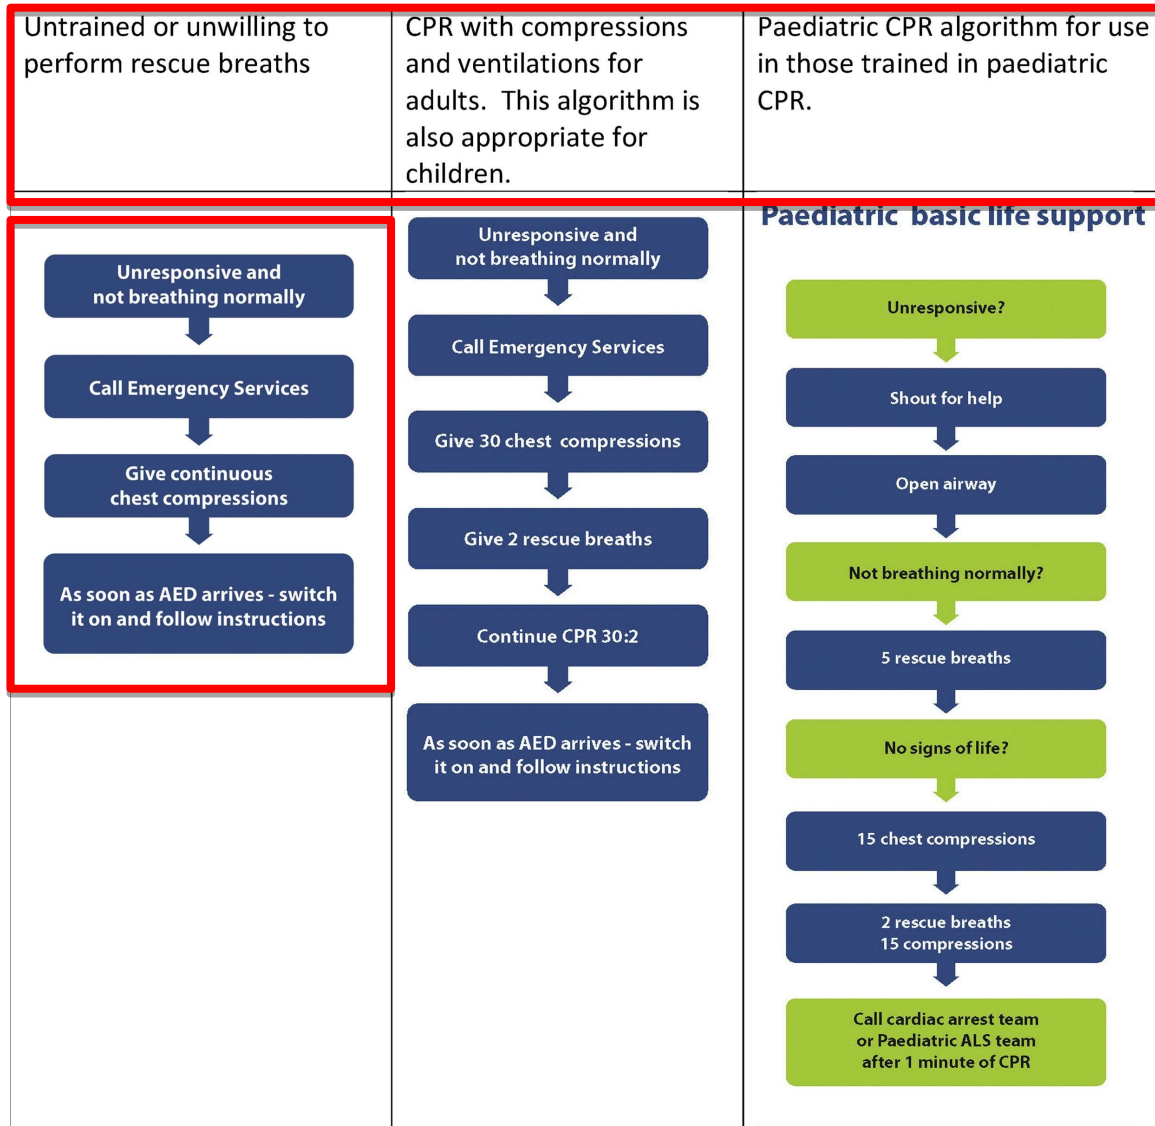 Untrained or unwilling to
perform rescue breaths
CPR with compressions
and ventilations for
adults.  This algorithm is
also appropriate for
children.
Paediatric CPR algorithm for use
in those trained in paediatric
CPR.
Unresponsive and
not breathing normally
Call Emergency Services
Give continuous
chest compressions
As soon as AED arrives - switch
it on and follow instructions
Unresponsive and
not breathing normally
Call Emergency Services
Give 30 chest compressions
Give 2 rescue breaths
Continue CPR 30:2
As soon as AED arrives - switch
it on and follow instructions
Paediatric basic life support
Unresponsive?
Shout for help
Open airway
Not breathing normally?
5 rescue breaths
No signs of life?
15 chest compressions
2 rescue breaths
15 compressions
Call cardiac arrest team
or Paediatric ALS team
after 1 minute of CPR